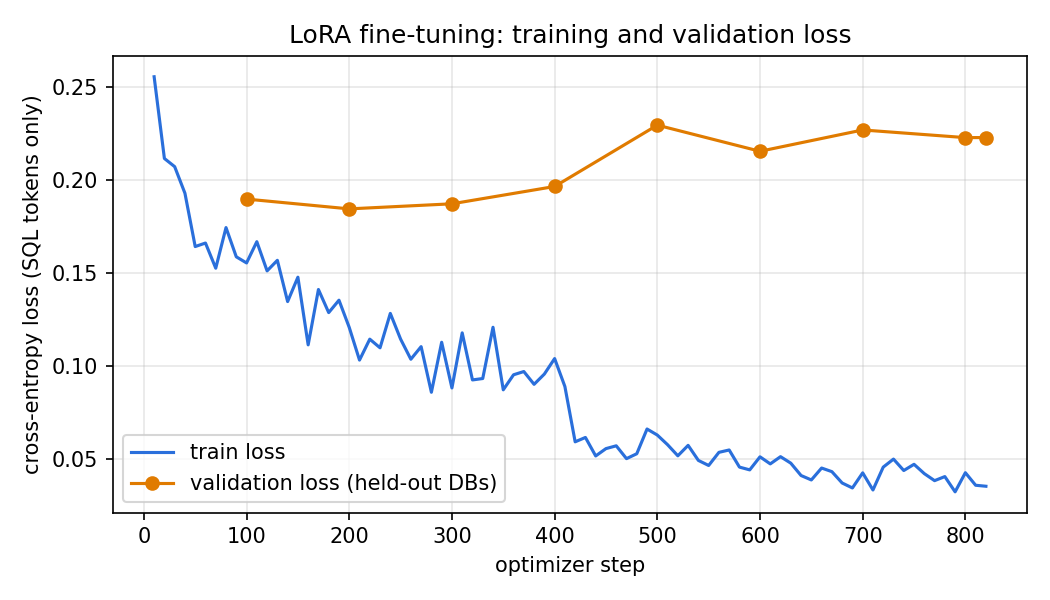 LoRA fine-tuning: training and validation loss
cross-entropy loss (SQL tokens only)
0.25
0.20
0.15
0.10
0.05
train loss
validation loss (held-out DBs)
0 100 200 300 400 500 600 700 800
optimizer step